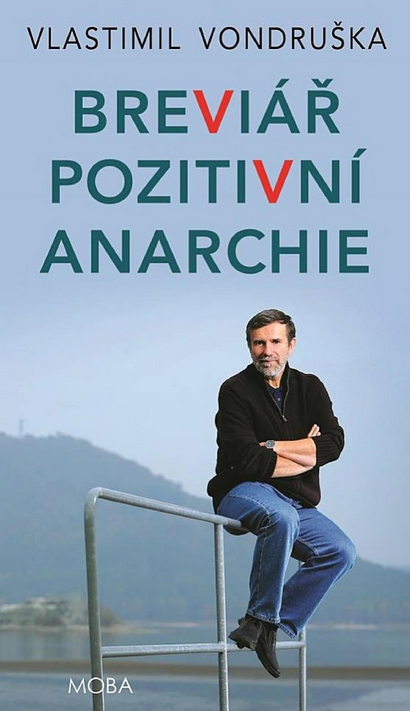 VLASTIMIL VONDRUŠKA
BREVIÁŘ
POZITIVNÍ
ANARCHIE
MOBA